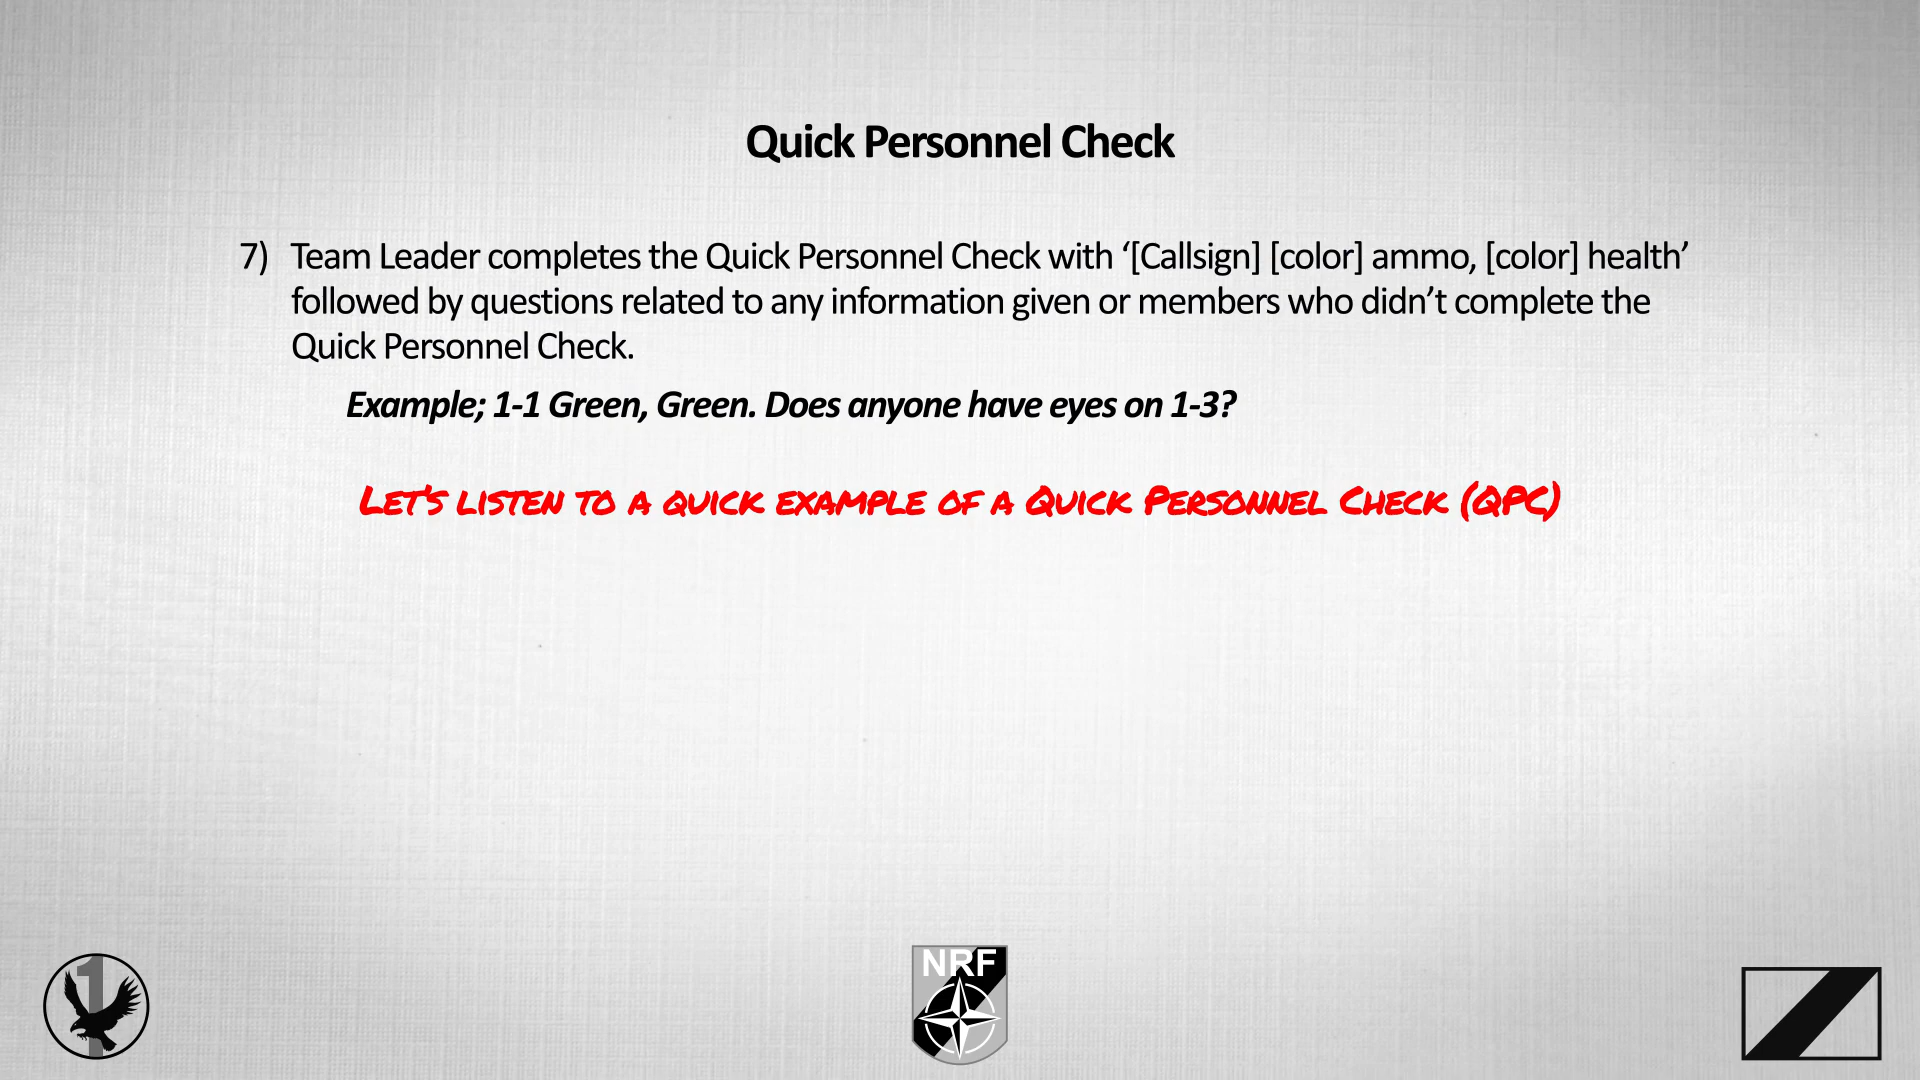 Quick Personnel Check
7) Team Leader completes the Quick Personnel Check with ‘[Callsign] [color] ammo, [color] health’
followed by questions related to any information given or members who didn’t complete the
Quick Personnel Check.
Example; 1-1 Green, Green. Does anyone have eyes on 1-3?
Let’s listen to a quick example of a Quick Personnel Check (QPC)
1
NRF